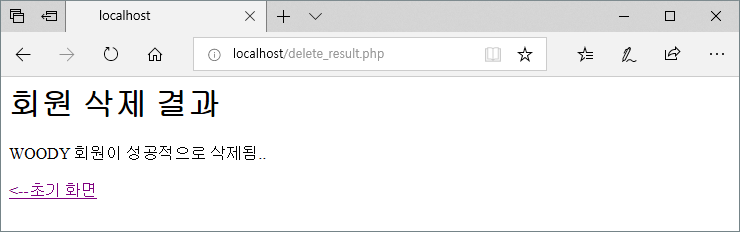 localhost
localhost/delete_result.php
회원 삭제 결과
WOODY 회원이 성공적으로 삭제됨..
<--초기 화면